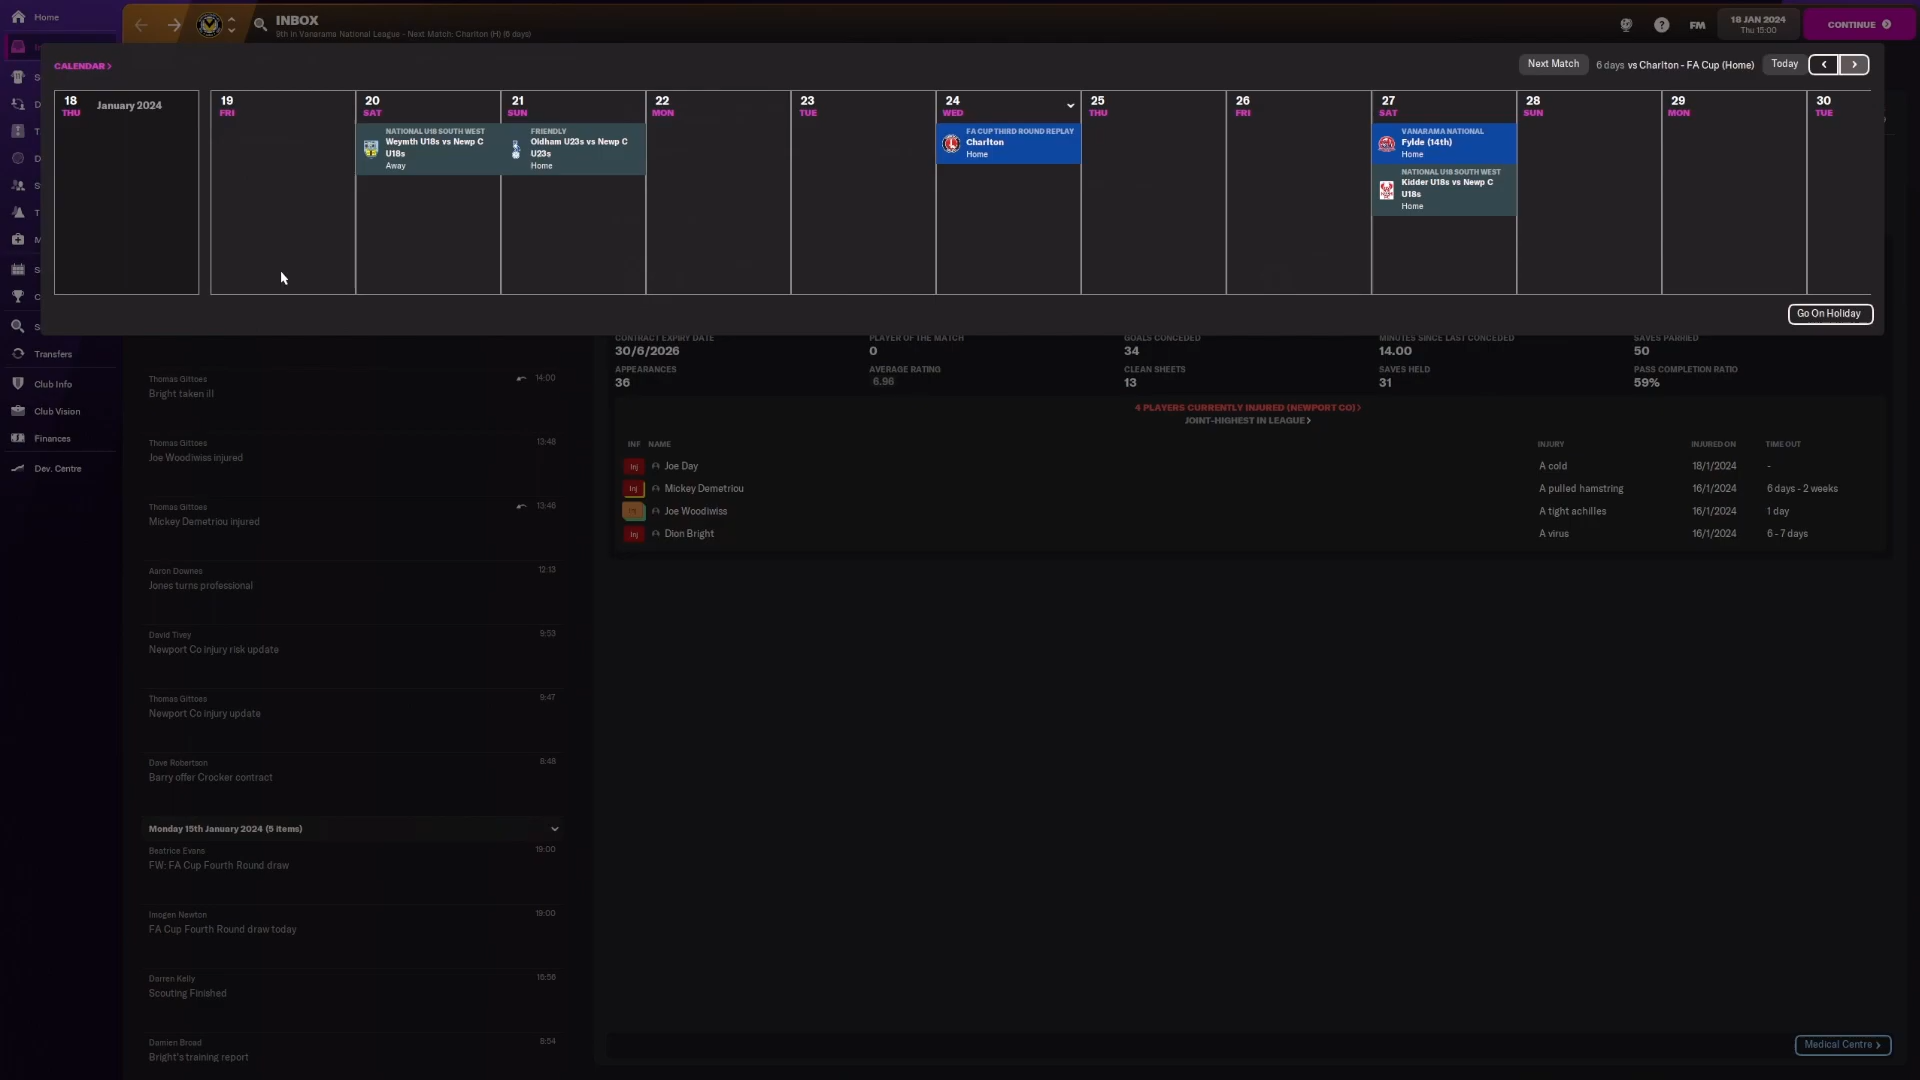 Home
INBOX
9th in Vanarama National League - Next Match: Charlton (H) (6 days)
FM
18 JAN 2024
Thu 15:00
CONTINUE
CALENDAR
Next Match
6 days vs Charlton - FA Cup (Home)
Today
18 THU January 2024
19 FRI
20 SAT
21 SUN
22 MON
23 TUE
24 WED
25 THU
26 FRI
27 SAT
28 SUN
29 MON
30 TUE
NATIONAL U18 SOUTH WEST
Weymth U18s vs Newp C
U18s
Away
FRIENDLY
Oldham U23s vs Newp C
U23s
Home
FA CUP THIRD ROUND REPLAY
Charlton
Home
VANARAMA NATIONAL
Fylde (14th)
Home
NATIONAL U18 SOUTH WEST
Kidder U18s vs Newp C
U18s
Home
Go On Holiday
Transfers
Club Info
Club Vision
Finances
Dev. Centre
Thomas Gittoes 14:00
Bright taken ill
Thomas Gittoes 13:48
Joe Woodiwiss injured
Thomas Gittoes 13:48
Mickey Demetriou injured
Aaron Downes 12:13
Jones turns professional
David Tivey 9:53
Newport Co injury risk update
Thomas Gittoes 9:47
Newport Co injury update
Dave Robertson 8:48
Barry offer Crocker contract
Monday 15th January 2024 (5 items)
Beatrice Evans 19:00
FW: FA Cup Fourth Round draw
Imogen Newton 19:00
FA Cup Fourth Round draw today
Darren Kelly 16:56
Scouting Finished
Damien Broad 8:54
Bright's training report
CONTRACT EXPIRY DATE PLAYER OF THE MATCH GOALS CONCEDED MINUTES SINCE LAST CONCEDED SAVES PARRIED
30/6/2026 0 34 14.00 50
APPEARANCES AVERAGE RATING CLEAN SHEETS SAVES HELD PASS COMPLETION RATIO
36 6.96 13 31 59%
4 PLAYERS CURRENTLY INJURED (NEWPORT CO)
JOINT-HIGHEST IN LEAGUE
INF NAME INJURY INJURED ON TIME OUT
Inj Joe Day A cold 18/1/2024 -
Inj Mickey Demetriou A pulled hamstring 16/1/2024 6 days - 2 weeks
Joe Woodiwiss A tight achilles 16/1/2024 1 day
Inj Dion Bright A virus 16/1/2024 6 - 7 days
Medical Centre